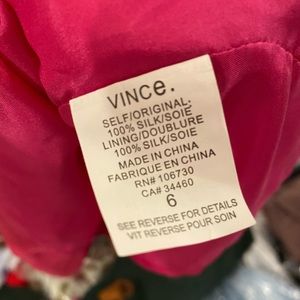 VINCe.
SELF/ORIGINAL:
100% SILK/SOIE
LINING/DOUBLURE
100% SILK/SOIE
MADE IN CHINA
FABRIQUE EN CHINA
RN# 106730
CA# 34460
6
SEE REVERSE FOR DETAILS
VIT REVERSE POUR SOIN